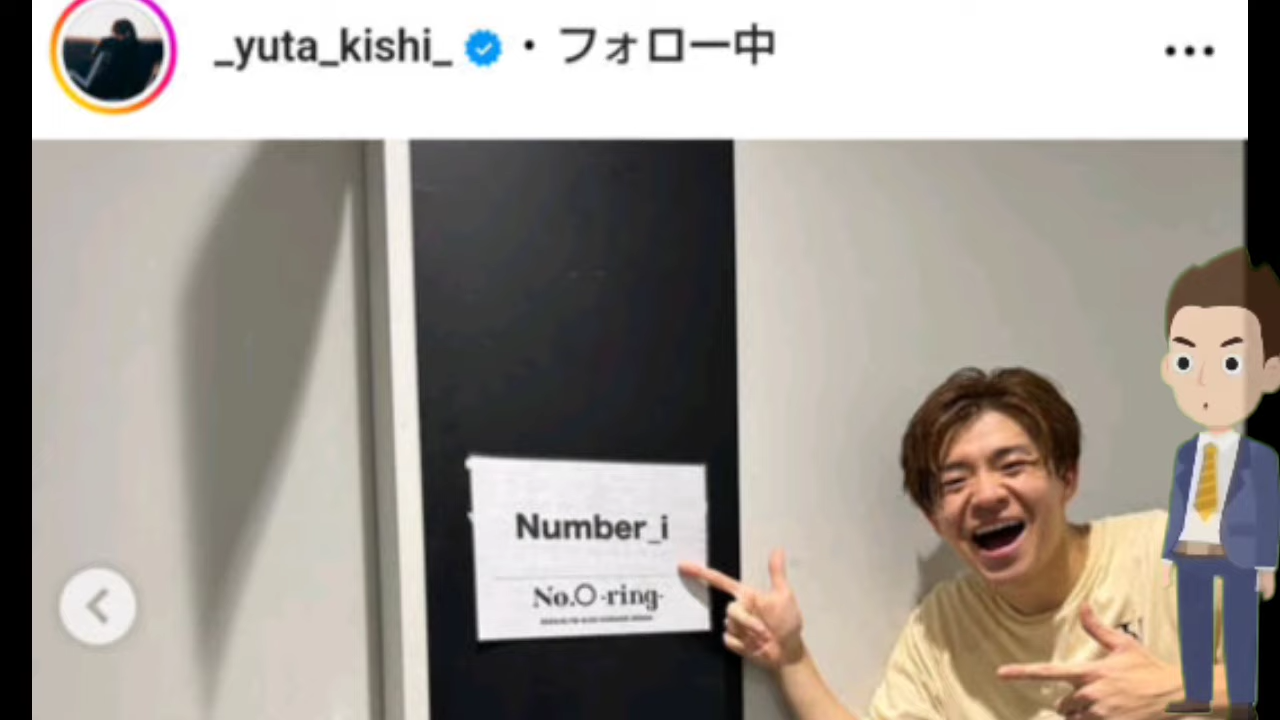 _yuta_kishi_ • フォロー中
Number_i
No.O -ring-